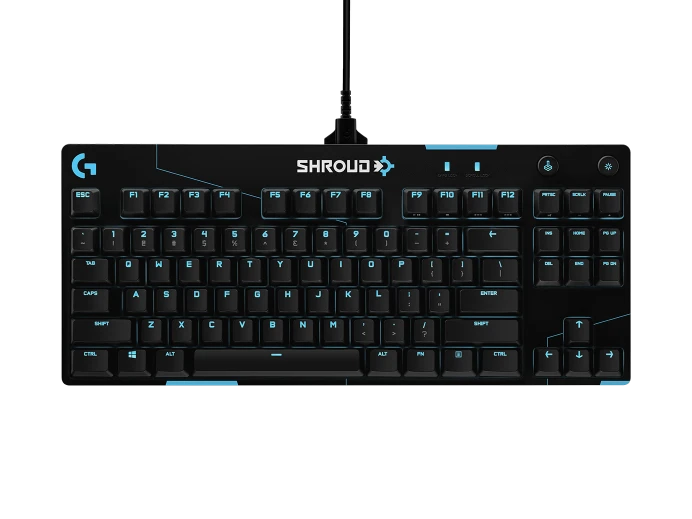 G
SHROUD
ESC F1 F2 F3 F4 F5 F6 F7 F8 F9 F10 F11 F12 PRTSC SCRLK PAUSE
1 2 3 4 5 6 7 8 9 0 - = ← INS HOME PG UP
TAB Q W E R T Y U I O P [ ] \ DEL END PG DN
{ } |
CAPS A S D F G H J K L ; ' ENTER
SHIFT Z X C V B N M , . / SHIFT ↑
< > ?
CTRL ALT ALT FN CTRL ← ↓ →